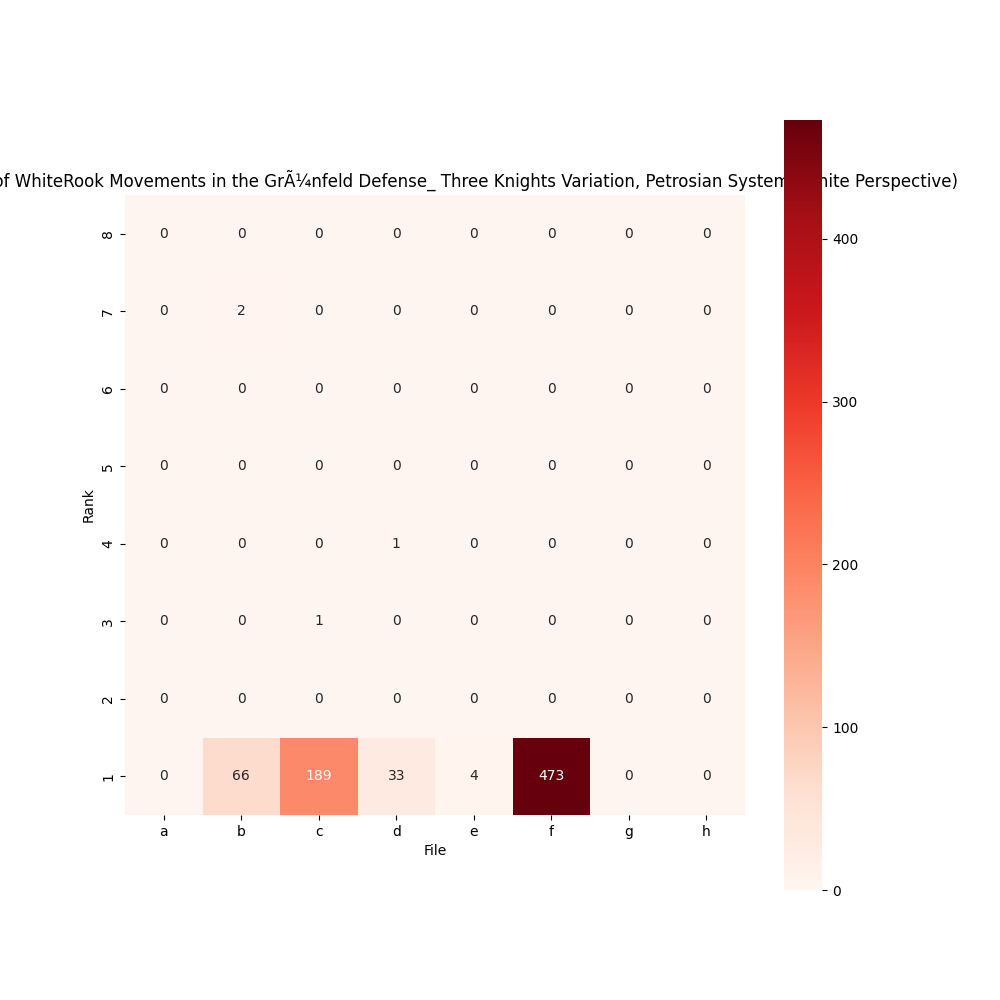 of WhiteRook Movements in the GrÃ¼nfeld Defense_ Three Knights Variation, Petrosian System nite Perspective)
8 0 0 0 0 0 0 0 0
400
7 0 2 0 0 0 0 0 0
6 0 0 0 0 0 0 0 0
300
5 0 0 0 0 0 0 0 0
Rank
4 0 0 0 1 0 0 0 0
200
3 0 0 1 0 0 0 0 0
2 0 0 0 0 0 0 0 0
100
1 0 66 189 33 4 473 0 0
a b c d e f g h
File
0